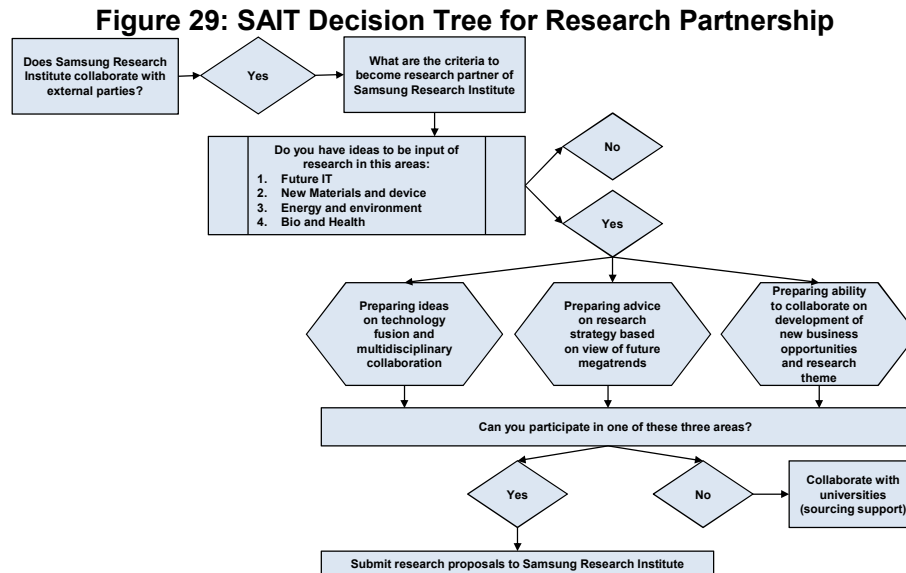 Figure 29: SAIT Decision Tree for Research Partnership
Does Samsung Research
Institute collaborate with
external parties?
Yes
What are the criteria to
become research partner of
Samsung Research Institute
Do you have ideas to be input of
research in this areas:
1. Future IT
2. New Materials and device
3. Energy and environment
4. Bio and Health
No
Yes
Preparing ideas
on technology
fusion and
multidisciplinary
collaboration
Preparing advice
on research
strategy based
on view of future
megatrends
Preparing ability
to collaborate on
development of
new business
opportunities
and research
theme
Can you participate in one of these three areas?
Yes
No
Collaborate with
universities
(sourcing support)
Submit research proposals to Samsung Research Institute